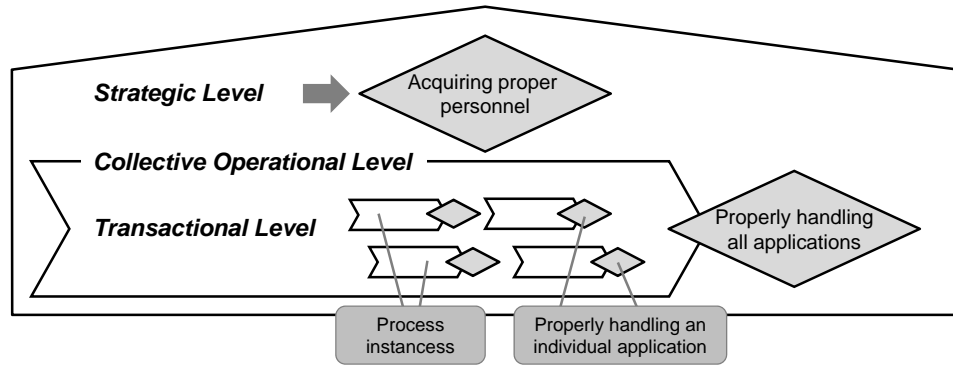 Strategic Level
Acquiring proper
personnel
Collective Operational Level
Transactional Level
Properly handling
all applications
Process
instancess
Properly handling an
individual application